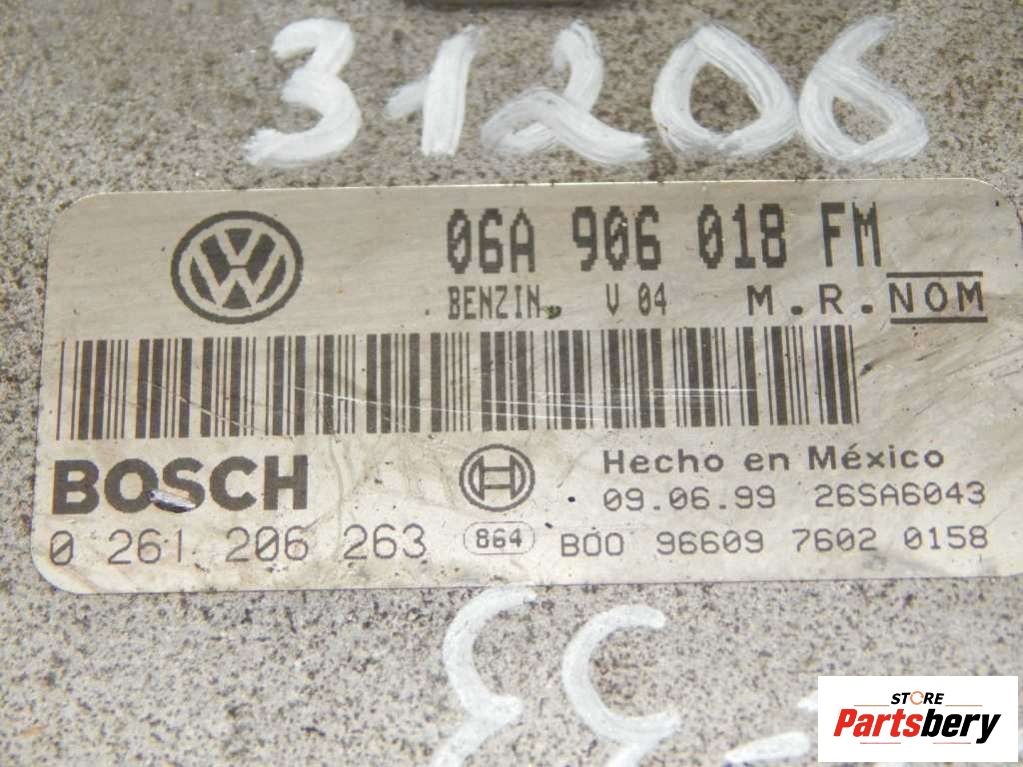 31206
06A 906 018 FM
BENZIN. V 04 M.R. NOM
BOSCH
Hecho en México
09.06.99 26SA6043
0 261 206 263 864 B00 96609 7602 0158
STORE
Partsbery